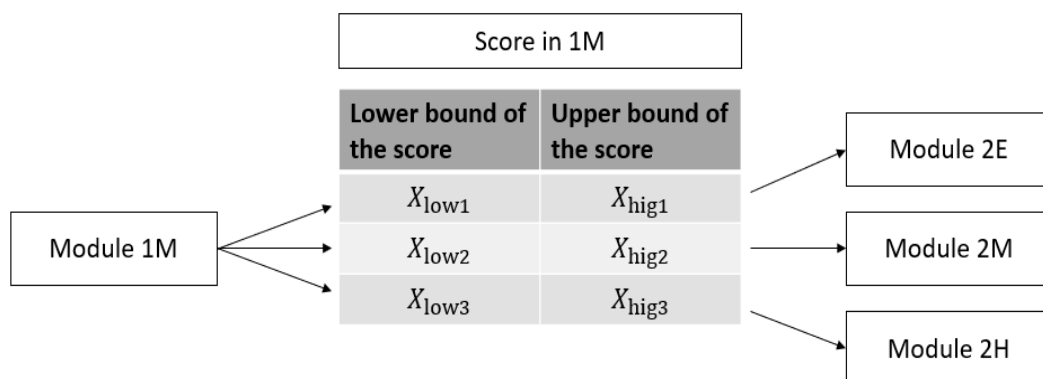 Score in 1M
Lower bound of the score
Upper bound of the score
Module 1M
X_low1
X_hig1
X_low2
X_hig2
X_low3
X_hig3
Module 2E
Module 2M
Module 2H